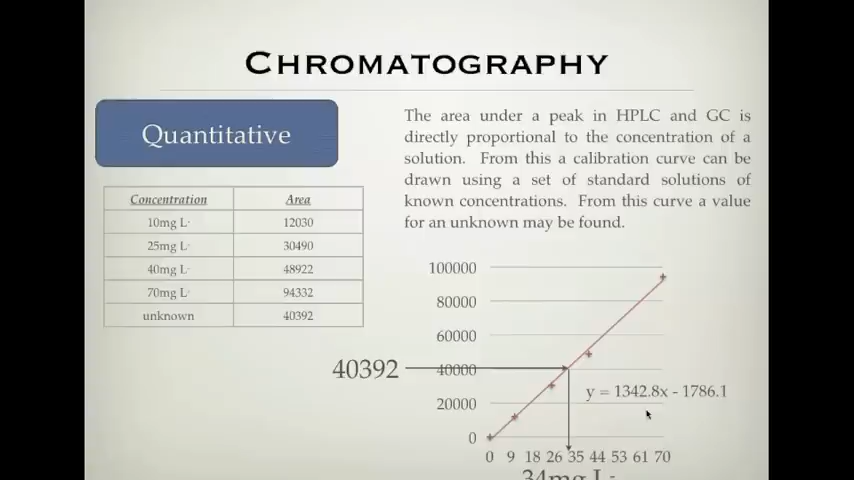 CHROMATOGRAPHY
Quantitative
The area under a peak in HPLC and GC is
directly proportional to the concentration of a
solution. From this a calibration curve can be
drawn using a set of standard solutions of
known concentrations. From this curve a value
for an unknown may be found.
Concentration Area
10mg L- 12030
25mg L- 30490
40mg L- 48922
70mg L- 94332
unknown 40392
100000
80000
60000
40000
20000
0
40392
y = 1342.8x - 1786.1
0 9 18 26 35 44 53 61 70
34mg L-